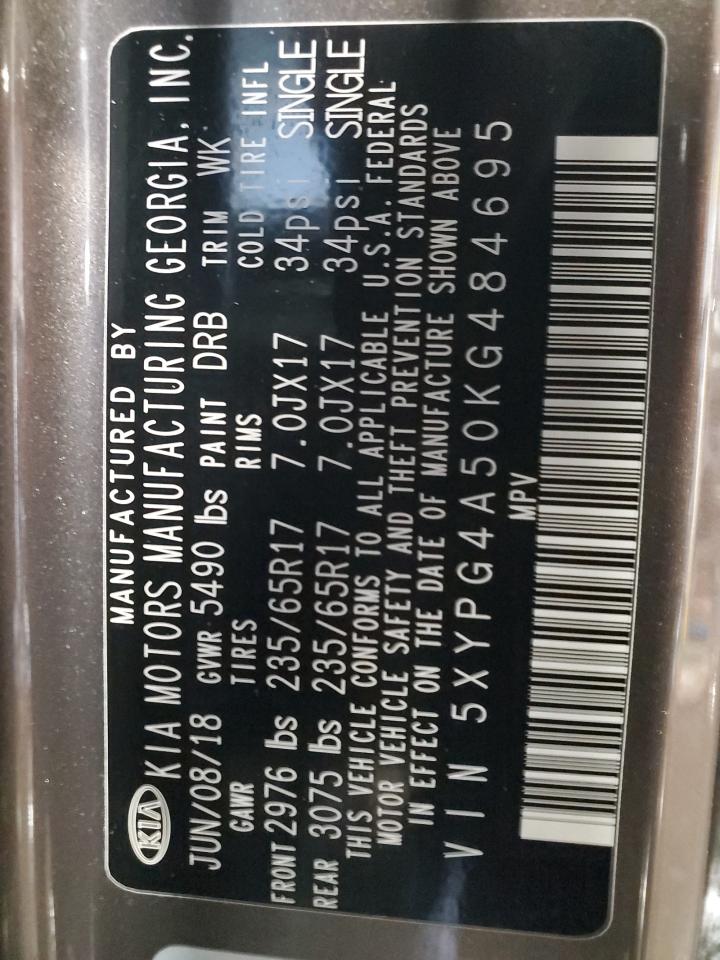 MANUFACTURED BY
KIA KIA MOTORS MANUFACTURING GEORGIA, INC.
JUN/08/18 GVWR 5490 lbs PAINT DRB TRIM WK
GAWR TIRES RIMS COLD TIRE INFL
FRONT 2976 lbs 235/65R17 7.0JX17 34psi SINGLE
REAR 3075 lbs 235/65R17 7.0JX17 34psi SINGLE
THIS VEHICLE CONFORMS TO ALL APPLICABLE U.S.A. FEDERAL
MOTOR VEHICLE SAFETY AND THEFT PREVENTION STANDARDS
IN EFFECT ON THE DATE OF MANUFACTURE SHOWN ABOVE
VIN 5XYPG4A50KG484695
MPV